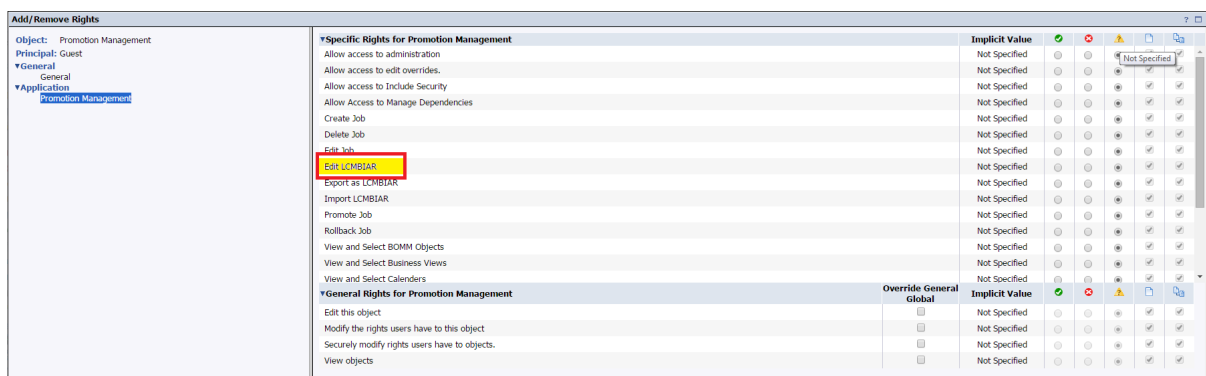 Add/Remove Rights
?
Object: Promotion Management
Principal: Guest
General
General
Application
Promotion Management
Specific Rights for Promotion Management Implicit Value
Allow access to administration Not Specified
Not Specified
Allow access to edit overrides. Not Specified
Allow access to Include Security Not Specified
Allow Access to Manage Dependencies Not Specified
Create Job Not Specified
Delete Job Not Specified
Edit Job Not Specified
Edit LCMBIAR Not Specified
Export as LCMBIAR Not Specified
Import LCMBIAR Not Specified
Promote Job Not Specified
Rollback Job Not Specified
View and Select BOMM Objects Not Specified
View and Select Business Views Not Specified
View and Select Calenders Not Specified
General Rights for Promotion Management Override General Global Implicit Value
Edit this object Not Specified
Modify the rights users have to this object Not Specified
Securely modify rights users have to objects. Not Specified
View objects Not Specified